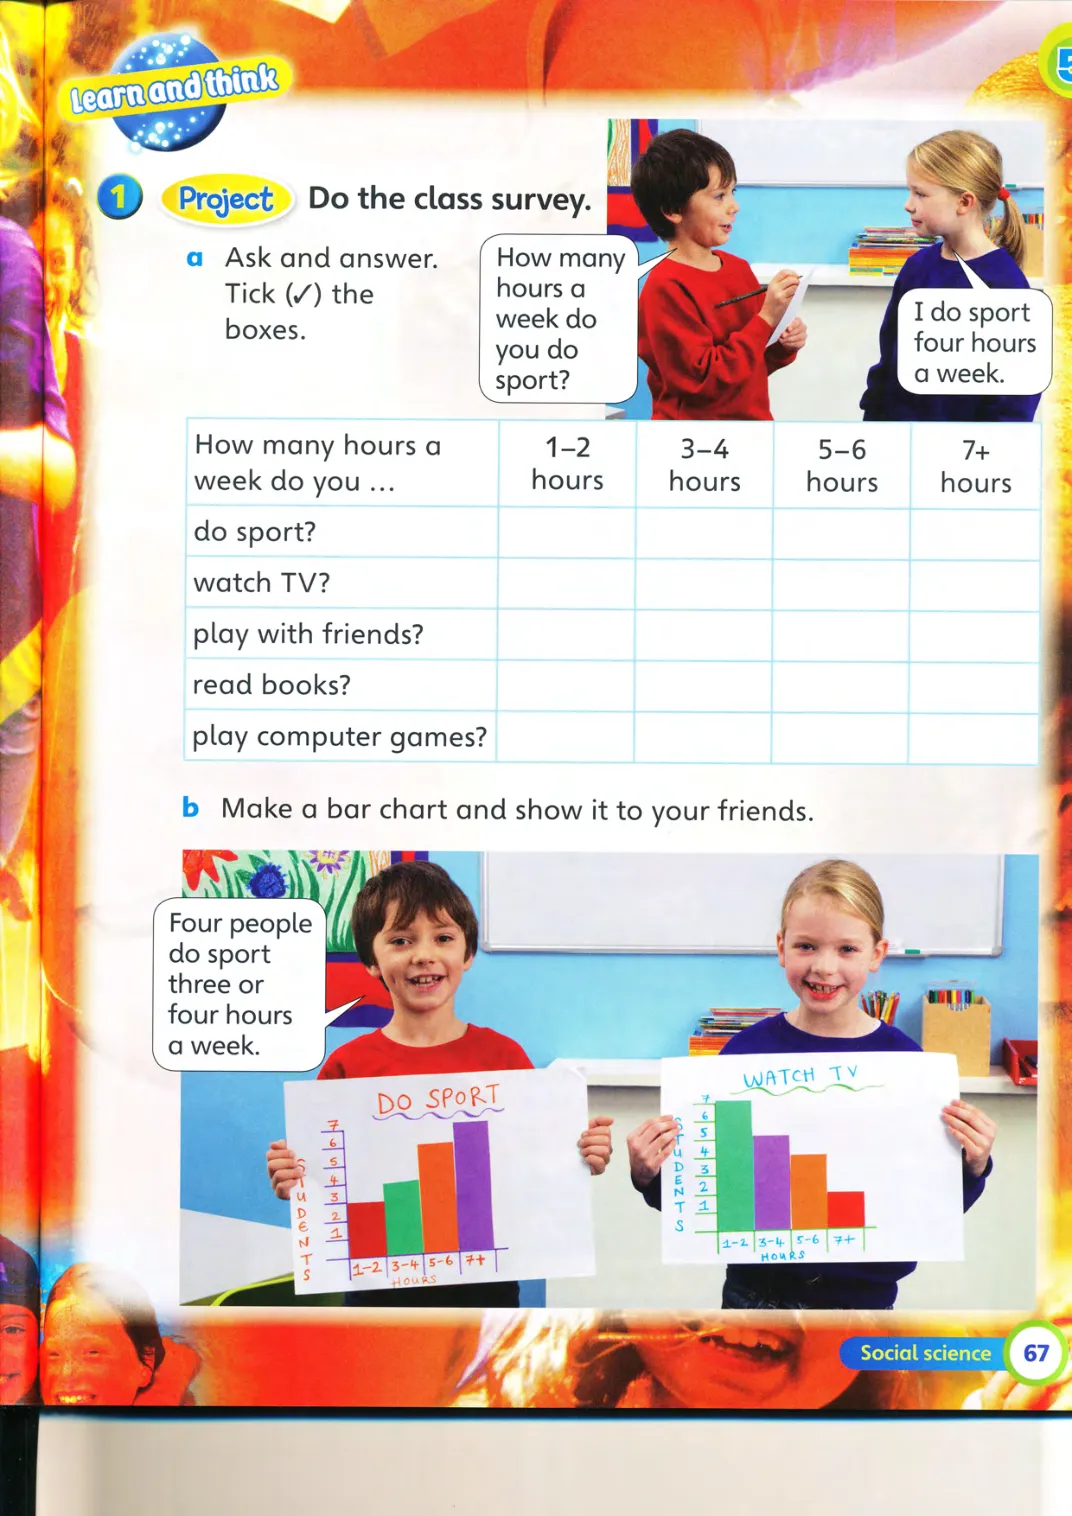 Learn and think
5
1 Project Do the class survey.
a Ask and answer.
Tick (✓) the
boxes.
How many
hours a
week do
you do
sport?
I do sport
four hours
a week.
How many hours a
week do you ...
1–2
hours
3–4
hours
5–6
hours
7+
hours
do sport?
watch TV?
play with friends?
read books?
play computer games?
b Make a bar chart and show it to your friends.
Four people
do sport
three or
four hours
a week.
DO SPORT
7
6
5
4
3
2
1
STUDENTS
1-2 3-4 5-6 7+
HOURS
WATCH TV
7
6
5
4
3
2
1
STUDENTS
1-2 3-4 5-6 7+
HOURS
Social science 67